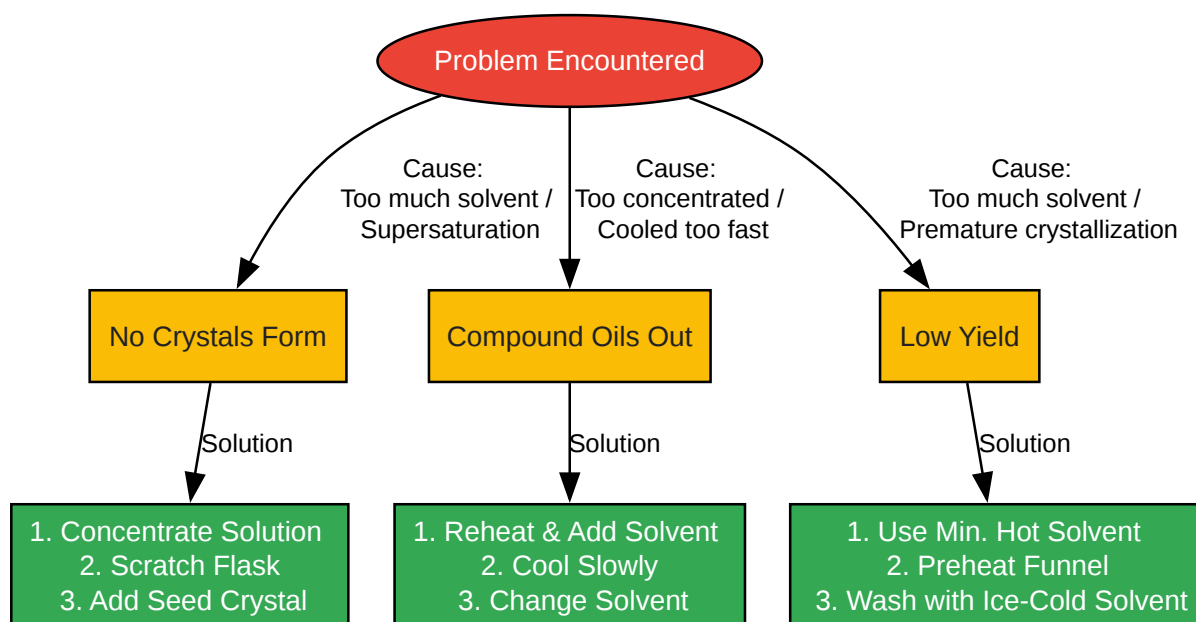 Problem Encountered
Cause:
Too much solvent /
Supersaturation
Cause:
Too concentrated /
Cooled too fast
Cause:
Too much solvent /
Premature crystallization
No Crystals Form
Compound Oils Out
Low Yield
Solution
Solution
Solution
1. Concentrate Solution
2. Scratch Flask
3. Add Seed Crystal
1. Reheat & Add Solvent
2. Cool Slowly
3. Change Solvent
1. Use Min. Hot Solvent
2. Preheat Funnel
3. Wash with Ice-Cold Solvent